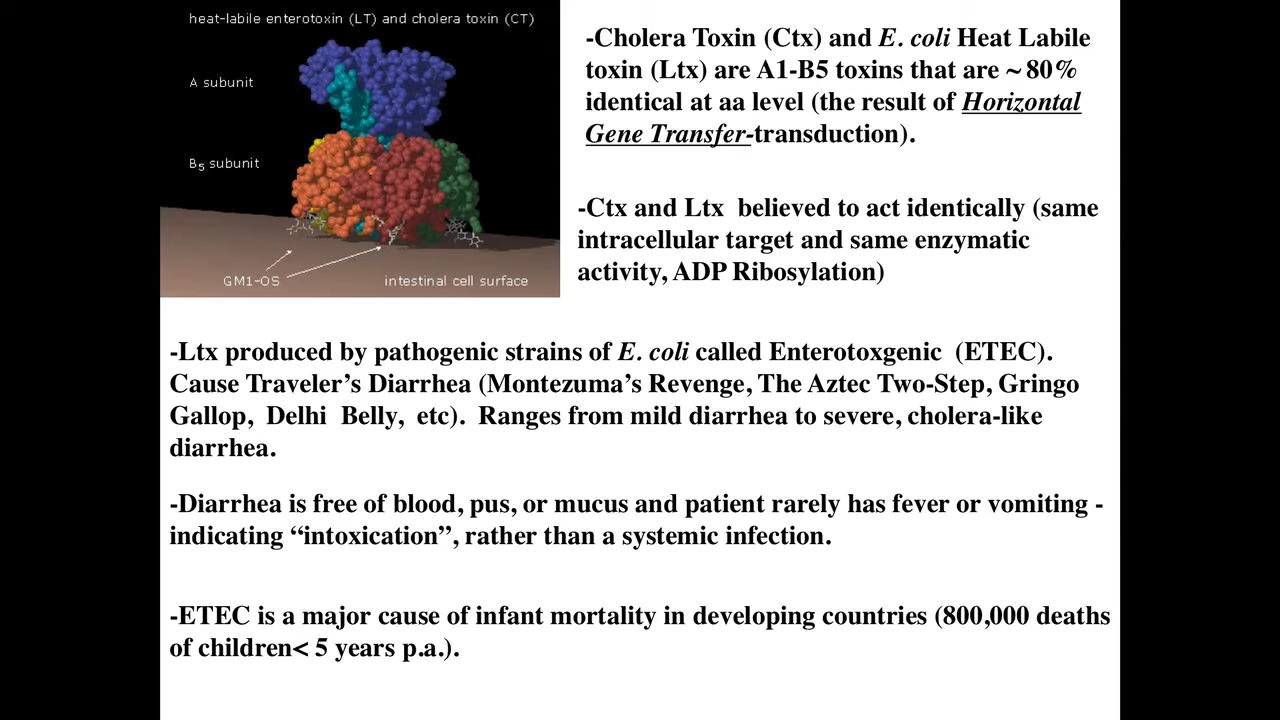 heat-labile enterotoxin (LT) and cholera toxin (CT)
A subunit
B5 subunit
GM1-OS
intestinal cell surface
-Cholera Toxin (Ctx) and E. coli Heat Labile
toxin (Ltx) are A1-B5 toxins that are ~80%
identical at aa level (the result of Horizontal
Gene Transfer-transduction).
-Ctx and Ltx believed to act identically (same
intracellular target and same enzymatic
activity, ADP Ribosylation)
-Ltx produced by pathogenic strains of E. coli called Enterotoxgenic (ETEC).
Cause Traveler’s Diarrhea (Montezuma’s Revenge, The Aztec Two-Step, Gringo
Gallop, Delhi Belly, etc). Ranges from mild diarrhea to severe, cholera-like
diarrhea.
-Diarrhea is free of blood, pus, or mucus and patient rarely has fever or vomiting -
indicating “intoxication”, rather than a systemic infection.
-ETEC is a major cause of infant mortality in developing countries (800,000 deaths
of children< 5 years p.a.).